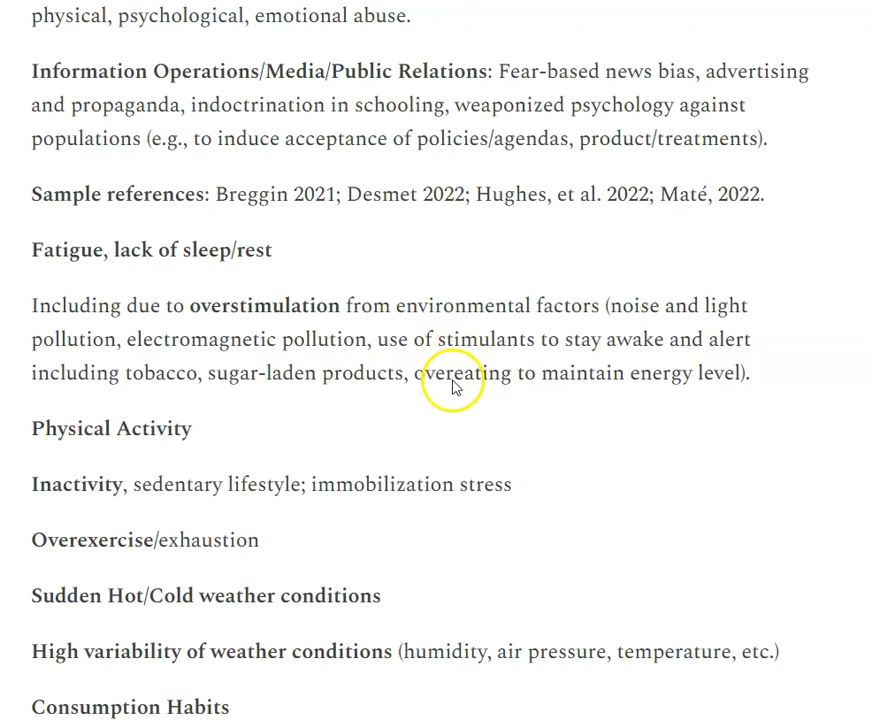 physical, psychological, emotional abuse.
Information Operations/Media/Public Relations: Fear-based news bias, advertising
and propaganda, indoctrination in schooling, weaponized psychology against
populations (e.g., to induce acceptance of policies/agendas, product/treatments).
Sample references: Breggin 2021; Desmet 2022; Hughes, et al. 2022; Maté, 2022.
Fatigue, lack of sleep/rest
Including due to overstimulation from environmental factors (noise and light
pollution, electromagnetic pollution, use of stimulants to stay awake and alert
including tobacco, sugar-laden products, overeating to maintain energy level).
Physical Activity
Inactivity, sedentary lifestyle; immobilization stress
Overexercise/exhaustion
Sudden Hot/Cold weather conditions
High variability of weather conditions (humidity, air pressure, temperature, etc.)
Consumption Habits